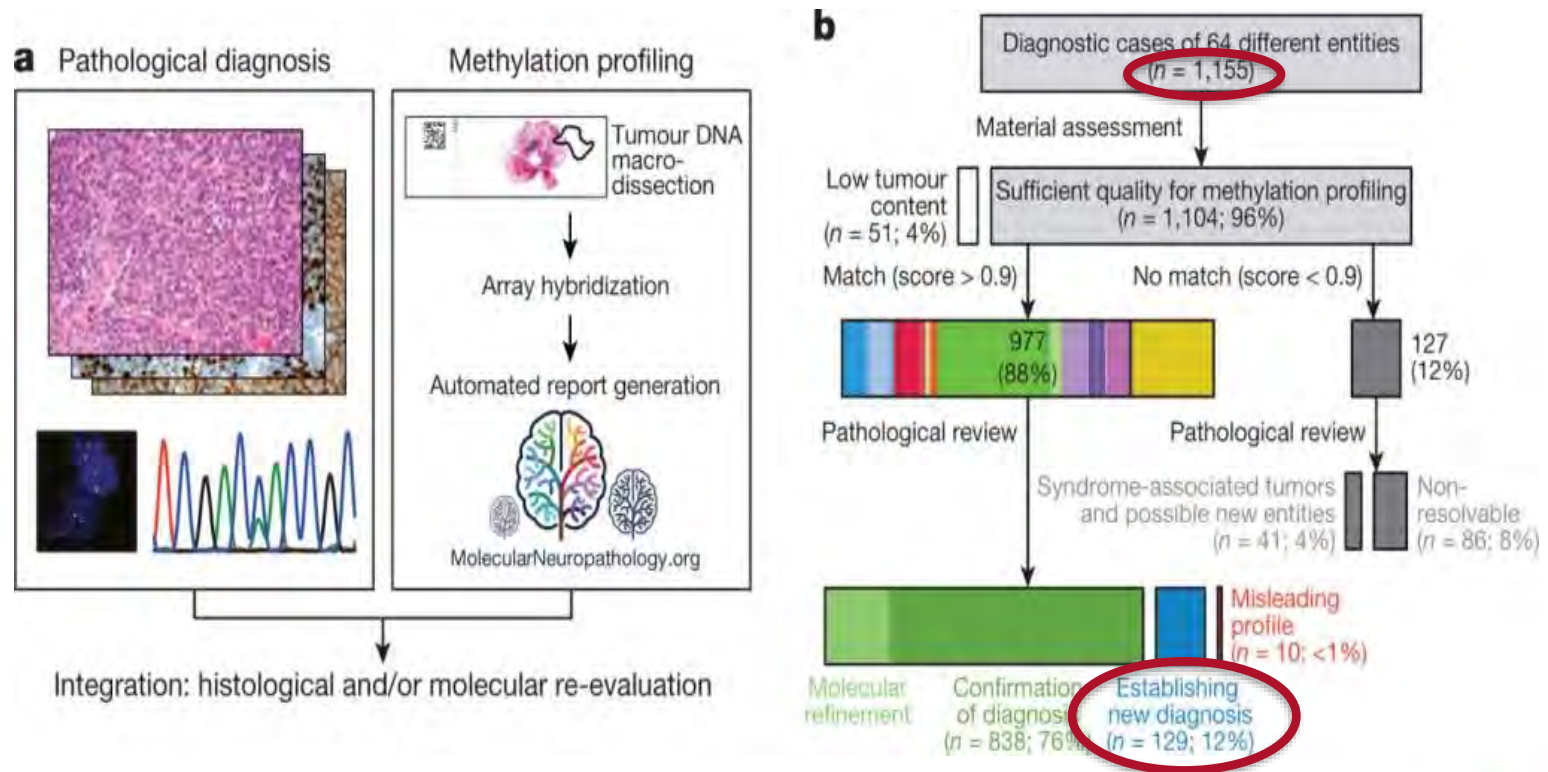 a Pathological diagnosis
Methylation profiling
Tumour DNA
macro-
dissection
Array hybridization
Automated report generation
MolecularNeuropathology.org
Integration: histological and/or molecular re-evaluation
b
Diagnostic cases of 64 different entities
(n = 1,155)
Material assessment
Low tumour
content
(n = 51; 4%)
Sufficient quality for methylation profiling
(n = 1,104; 96%)
Match (score > 0.9)
No match (score < 0.9)
977
(88%)
127
(12%)
Pathological review
Pathological review
Syndrome-associated tumors
and possible new entities
(n = 41; 4%)
Non-
resolvable
(n = 86; 8%)
Misleading
profile
(n = 10; <1%)
Molecular
refinement
Confirmation
of diagnosis
(n = 838; 76%)
Establishing
new diagnosis
(n = 129; 12%)